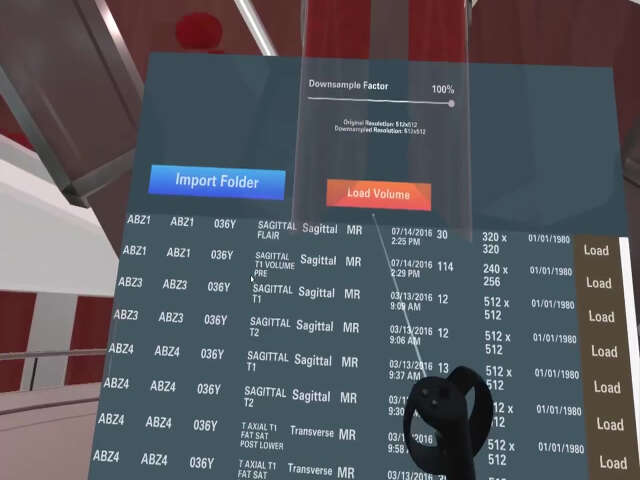 Downsample Factor 100%
Original Resolution: 512x512
Downsampled Resolution: 512x512
Import Folder
Load Volume
ABZ1 ABZ1 036Y SAGITTAL FLAIR Sagittal MR 07/14/2016 2:25 PM 30 320 x 320 01/01/1980 Load
ABZ1 ABZ1 036Y SAGITTAL T1 VOLUME PRE Sagittal MR 07/14/2016 2:29 PM 114 240 x 256 01/01/1980 Load
ABZ3 ABZ3 036Y SAGITTAL T1 Sagittal MR 03/13/2016 9:09 AM 12 512 x 512 01/01/1980 Load
ABZ3 ABZ3 036Y SAGITTAL T2 Sagittal MR 03/13/2016 9:06 AM 12 512 x 512 01/01/1980 Load
ABZ4 ABZ4 036Y SAGITTAL T1 Sagittal MR 03/13/2016 9:37 AM 13 512 x 512 01/01/1980 Load
ABZ4 ABZ4 036Y SAGITTAL T2 Sagittal MR 9:30 x 512 01/01/1980 Load
ABZ4 ABZ4 036Y T AXIAL T1 FAT SAT POST LOWER Transverse MR 9:58 512 x 512 01/01/1980 Load
ABZ4 ABZ4 036Y T AXIAL T1 FAT SAT Transverse MR 03/13/2016 512 x 01/01/1980 Load